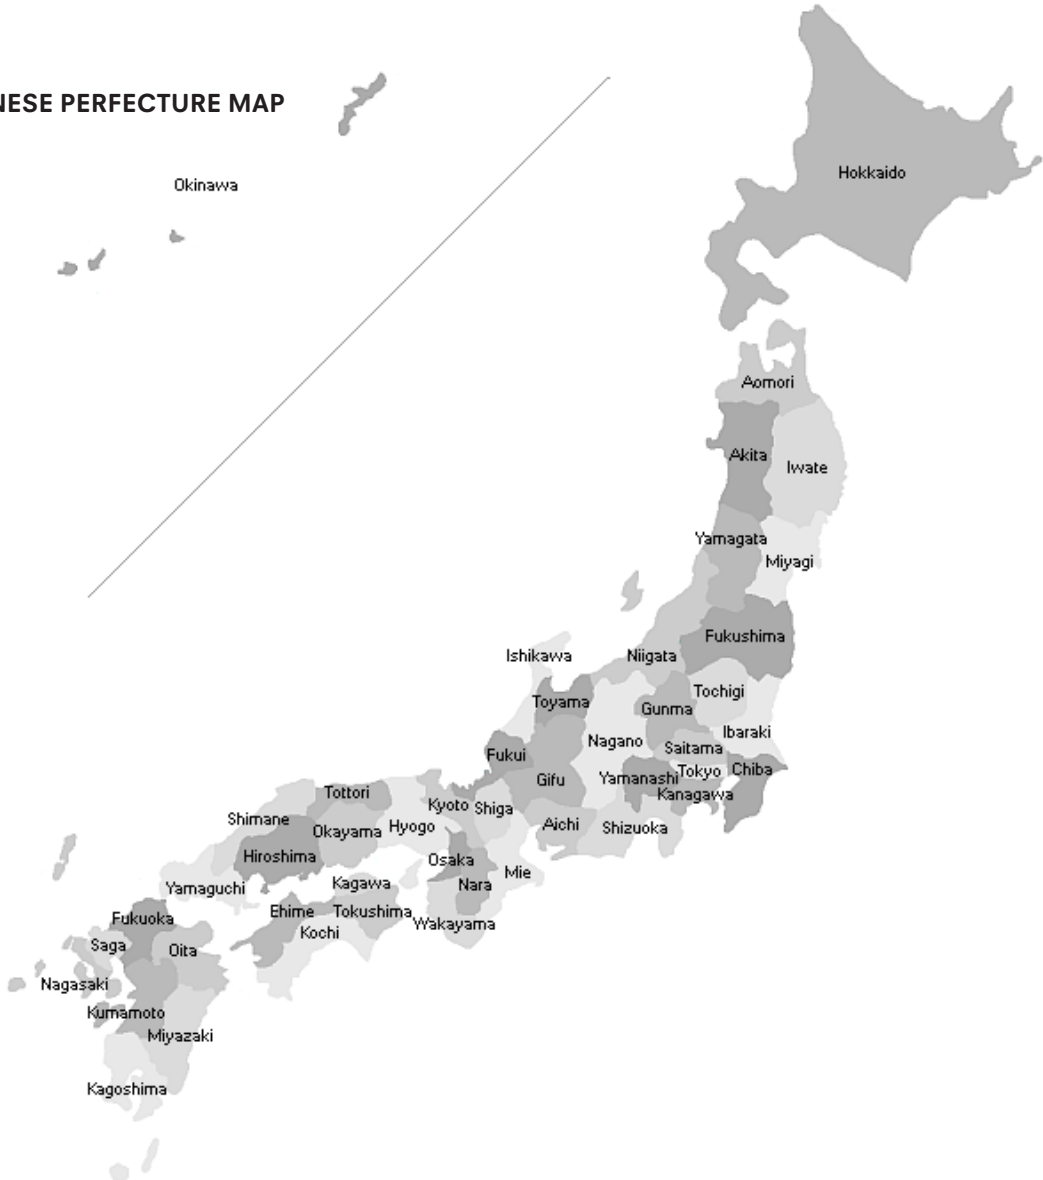 NESE PERFECTURE MAP
Okinawa
Hokkaido
Aomori
Akita
Iwate
Yamagata
Miyagi
Fukushima
Ishikawa
Niigata
Tochigi
Toyama
Gunma
Ibaraki
Nagano
Saitama
Fukui
Gifu
Yamanashi
Tokyo
Chiba
Kanagawa
Tottori
Kyoto
Shiga
Shimane
Okayama
Hyogo
Aichi
Shizuoka
Hiroshima
Osaka
Mie
Yamaguchi
Kagawa
Nara
Fukuoka
Ehime
Tokushima
Wakayama
Kochi
Saga
Oita
Nagasaki
Kumamoto
Miyazaki
Kagoshima